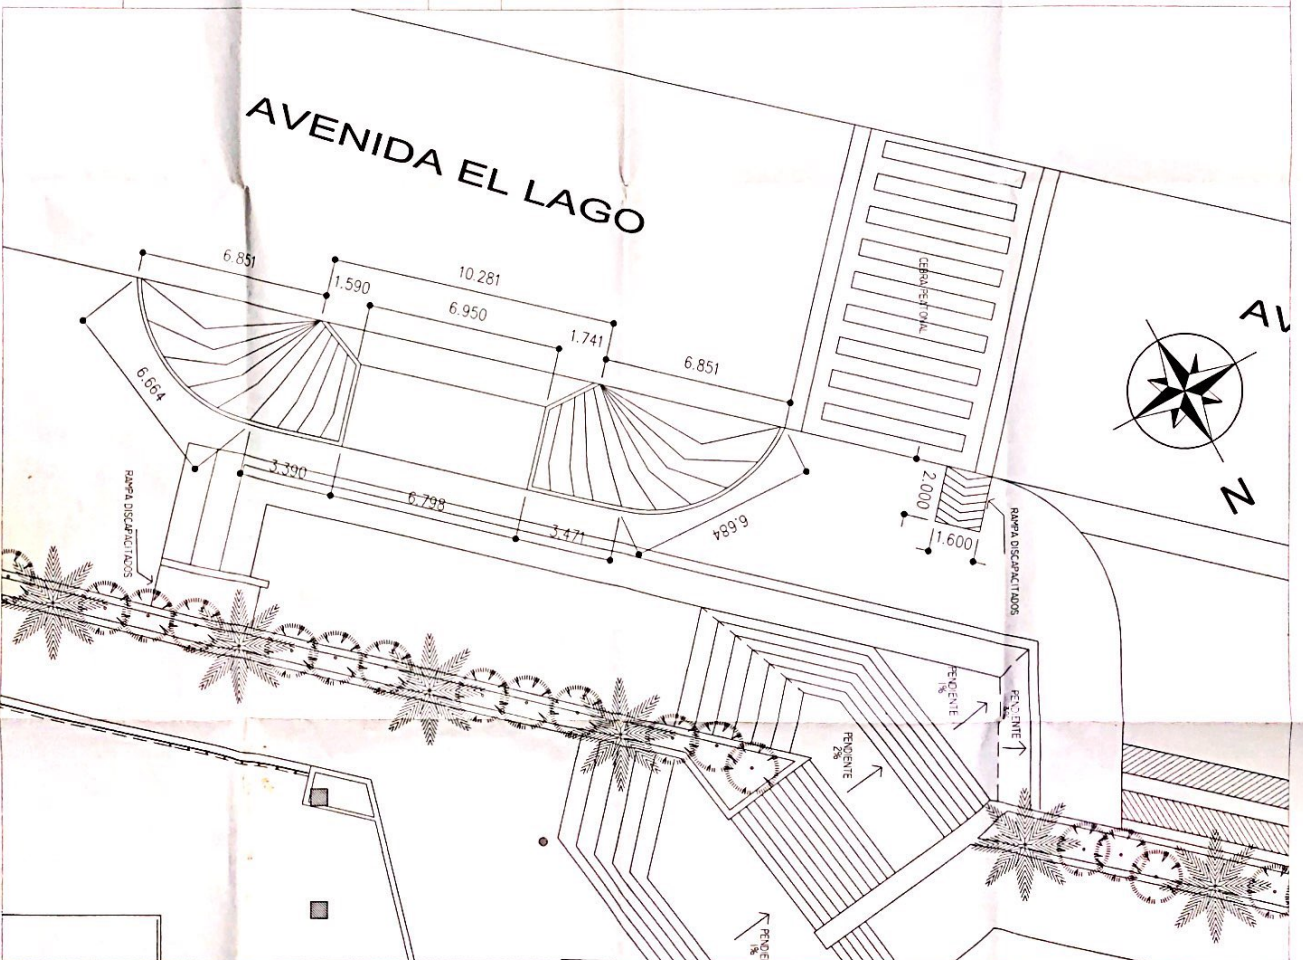 AVENIDA EL LAGO
6.851
10.281
1.590
6.950
1.741
6.851
6.664
3.390
6.798
3.471
6.684
CEBRA PEATONAL
2.000
1.600
RAMPA DISCAPACITADOS
RAMPA DISCAPACITADOS
AV
N
PENDIENTE
1%
PENDIENTE
PENDIENTE
2%
PENDIE
1%